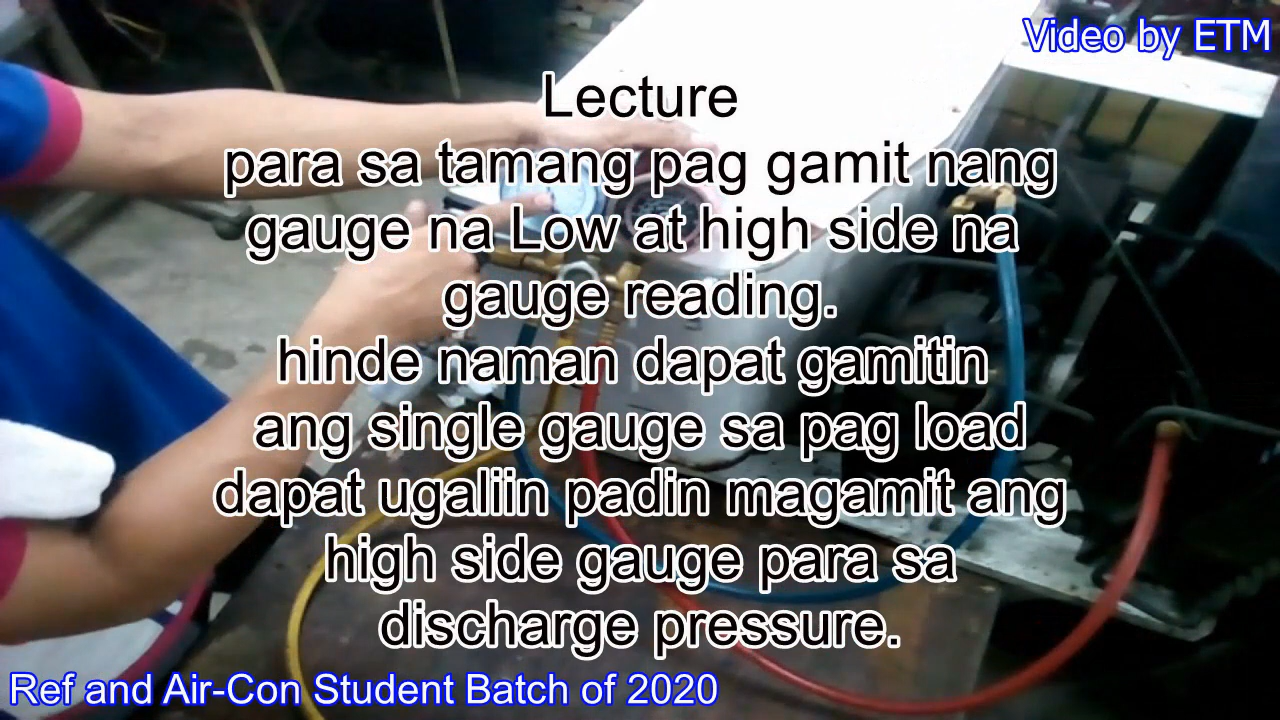 Video by ETM
Lecture
para sa tamang pag gamit nang
gauge na Low at high side na
gauge reading.
hinde naman dapat gamitin
ang single gauge sa pag load
dapat ugaliin padin magamit ang
high side gauge para sa
discharge pressure.
Ref and Air-Con Student Batch of 2020